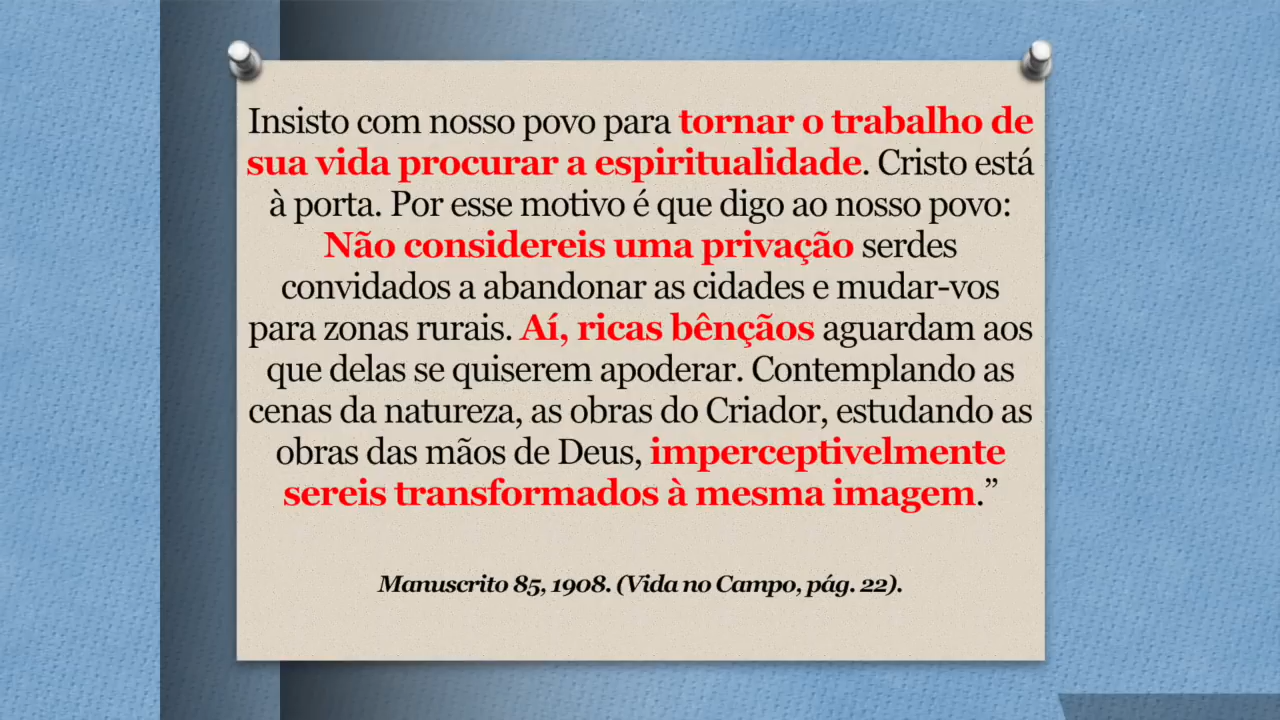 Insisto com nosso povo para tornar o trabalho de
sua vida procurar a espiritualidade. Cristo está
à porta. Por esse motivo é que digo ao nosso povo:
Não considereis uma privação serdes
convidados a abandonar as cidades e mudar-vos
para zonas rurais. Aí, ricas bênçãos aguardam aos
que delas se quiserem apoderar. Contemplando as
cenas da natureza, as obras do Criador, estudando as
obras das mãos de Deus, imperceptivelmente
sereis transformados à mesma imagem.”
Manuscrito 85, 1908. (Vida no Campo, pág. 22).